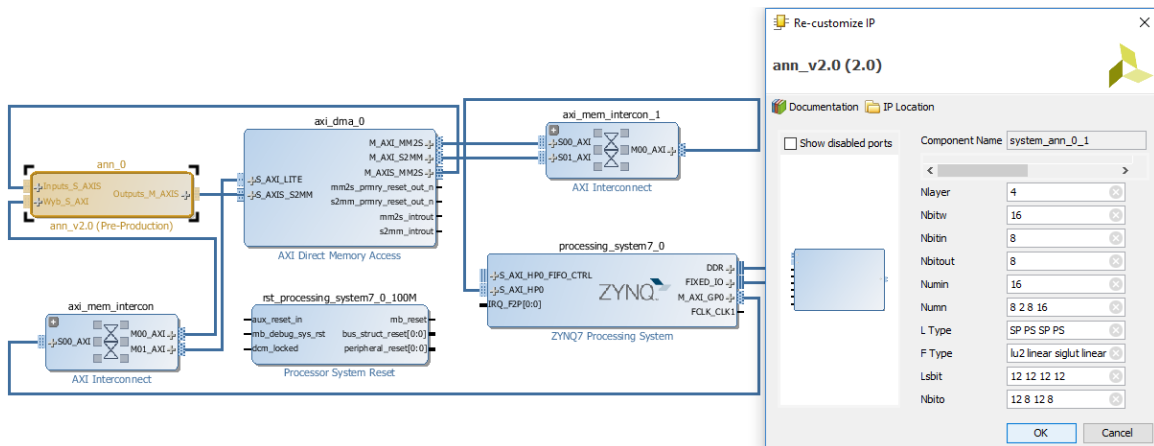 axi_dma_0
M_AXI_MM2S
M_AXI_S2MM
M_AXIS_MM2S
S_AXI_LITE
mm2s_prmry_reset_out_n
S_AXIS_S2MM
s2mm_prmry_reset_out_n
mm2s_introut
s2mm_introut
AXI Direct Memory Access
axi_mem_intercon_1
S00_AXI
M00_AXI
S01_AXI
AXI Interconnect
ann_0
Inputs_S_AXIS
Outputs_M_AXIS
Wyb_S_AXI
ann_v2.0 (Pre-Production)
processing_system7_0
DDR
S_AXI_HP0_FIFO_CTRL
FIXED_IO
S_AXI_HP0
ZYNQ
M_AXI_GP0
IRQ_F2P[0:0]
FCLK_CLK1
ZYNQ7 Processing System
axi_mem_intercon
M00_AXI
S00_AXI
M01_AXI
AXI Interconnect
rst_processing_system7_0_100M
aux_reset_in mb_reset
mb_debug_sys_rst bus_struct_reset[0:0]
dcm_locked peripheral_reset[0:0]
Processor System Reset
Re-customize IP
ann_v2.0 (2.0)
Documentation IP Location
Show disabled ports
Component Name system_ann_0_1
Nlayer 4
Nbitw 16
Nbitin 8
Nbitout 8
Numin 16
Numn 8 2 8 16
L Type SP PS SP PS
F Type lu2 linear siglut linear
Lsbit 12 12 12 12
Nbito 12 8 12 8
OK Cancel